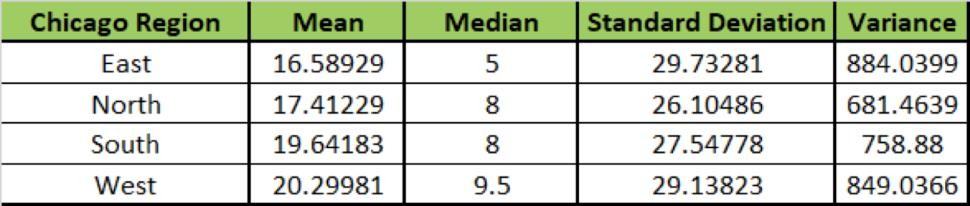 Chicago Region Mean Median Standard Deviation Variance
East 16.58929 5 29.73281 884.0399
North 17.41229 8 26.10486 681.4639
South 19.64183 8 27.54778 758.88
West 20.29981 9.5 29.13823 849.0366